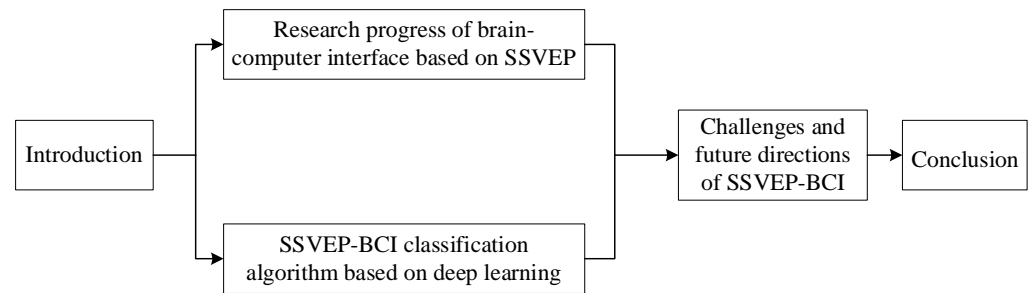 Research progress of brain-
computer interface based on SSVEP
Introduction
Challenges and
future directions
of SSVEP-BCI
Conclusion
SSVEP-BCI classification
algorithm based on deep learning